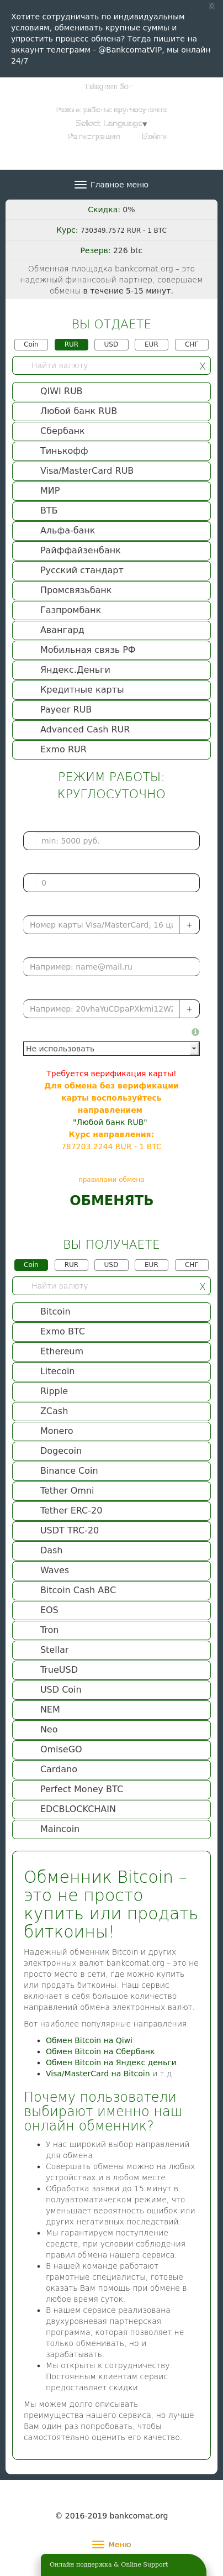 X
Хотите сотрудничать по индивидуальным
условиям, обменивать крупные суммы и
упростить процесс обмена? Тогда пишите на
аккаунт телеграмм - @BankcomatVIP, мы онлайн
24/7
Телеграм бот
Режим работы: круглосуточно
Select Language▼
Регистрация Войти
Главное меню
Скидка: 0%
Курс: 730349.7572 RUR - 1 BTC
Резерв: 226 btc
Обменная площадка bankcomat.org – это
надежный финансовый партнер, совершаем
обмены в течение 5-15 минут.
ВЫ ОТДАЕТЕ
Coin RUR USD EUR СНГ
Найти валюту X
QIWI RUB
Любой банк RUB
Сбербанк
Тинькофф
Visa/MasterCard RUB
МИР
ВТБ
Альфа-банк
Райффайзенбанк
Русский стандарт
Промсвязьбанк
Газпромбанк
Авангард
Мобильная связь РФ
Яндекс.Деньги
Кредитные карты
Payeer RUB
Advanced Cash RUR
Exmo RUR
РЕЖИМ РАБОТЫ:
КРУГЛОСУТОЧНО
min: 5000 руб.
0
Номер карты Visa/MasterCard, 16 ц +
Например: name@mail.ru
Например: 20vhaYuCDpaPXkmi12WZ +
Не использовать
Требуется верификация карты!
Для обмена без верификации
карты воспользуйтесь
направлением
"Любой банк RUB"
Курс направления:
787203.2244 RUR - 1 BTC
правилами обмена
ОБМЕНЯТЬ
ВЫ ПОЛУЧАЕТЕ
Coin RUR USD EUR СНГ
Найти валюту X
Bitcoin
Exmo BTC
Ethereum
Litecoin
Ripple
ZCash
Monero
Dogecoin
Binance Coin
Tether Omni
Tether ERC-20
USDT TRC-20
Dash
Waves
Bitcoin Cash ABC
EOS
Tron
Stellar
TrueUSD
USD Coin
NEM
Neo
OmiseGO
Cardano
Perfect Money BTC
EDCBLOCKCHAIN
Maincoin
Обменник Bitcoin –
это не просто
купить или продать
биткоины!
Надежный обменник Bitcoin и других
электронных валют bankcomat.org – это не
просто место в сети, где можно купить
или продать биткоины. Наш сервис
включает в себя большое количество
направлений обмена электронных валют.
Вот наиболее популярные направления:
Обмен Bitcoin на Qiwi.
Обмен Bitcoin на Сбербанк.
Обмен Bitcoin на Яндекс деньги.
Visa/MasterCard на Bitcoin и т.д.
Почему пользователи
выбирают именно наш
онлайн обменник?
У нас широкий выбор направлений
для обмена.
Совершать обмены можно на любых
устройствах и в любом месте.
Обработка заявки до 15 минут в
полуавтоматическом режиме, что
уменьшает вероятность ошибок или
других негативных последствий.
Мы гарантируем поступление
средств, при условии соблюдения
правил обмена нашего сервиса.
В нашей команде работают
грамотные специалисты, готовые
оказать Вам помощь при обмене в
любое время суток.
В нашем сервисе реализована
двухуровневая партнерская
программа, которая позволяет не
только обменивать, но и
зарабатывать.
Мы открыты к сотрудничеству.
Постоянным клиентам сервис
предоставляет скидки.
Мы можем долго описывать
преимущества нашего сервиса, но лучше
Вам один раз попробовать, чтобы
самостоятельно оценить его качество.
© 2016-2019 bankcomat.org
Меню
Онлайн поддержка & Online Support